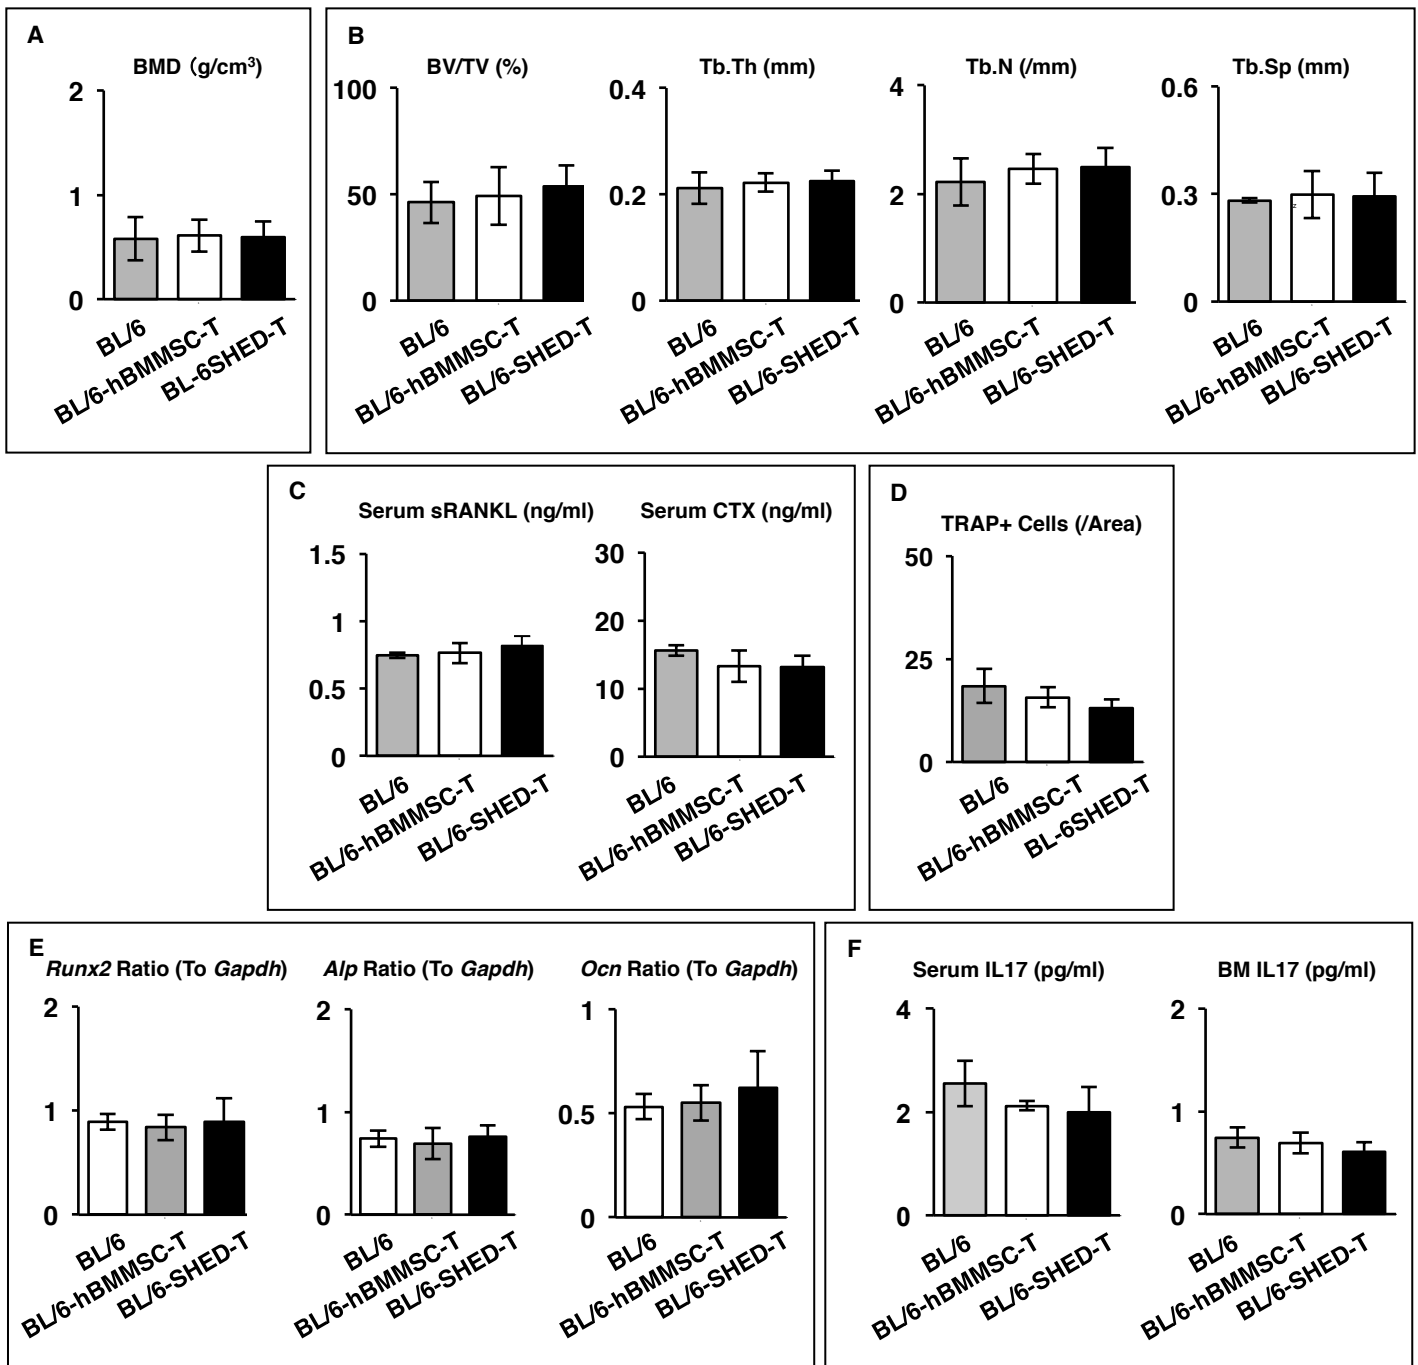 A
BMD (g/cm3)
2
1
0
BL/6
BL/6-hBMMSC-T
BL-6SHED-T
B
BV/TV (%)
100
50
0
BL/6
BL/6-hBMMSC-T
BL/6-SHED-T
Tb.Th (mm)
0.4
0.2
0
BL/6
BL/6-hBMMSC-T
BL/6-SHED-T
Tb.N (/mm)
4
2
0
BL/6
BL/6-hBMMSC-T
BL/6-SHED-T
Tb.Sp (mm)
0.6
0.3
0
z
BL/6
BL/6-hBMMSC-T
BL/6-SHED-T
C
Serum sRANKL (ng/ml)
1.5
1
0.5
0
BL/6
BL/6-hBMMSC-T
BL/6-SHED-T
Serum CTX (ng/ml)
30
20
10
0
BL/6
BL/6-hBMMSC-T
BL/6-SHED-T
D
TRAP+ Cells (/Area)
50
25
0
BL/6
BL/6-hBMMSC-T
BL-6SHED-T
E
Runx2 Ratio (To Gapdh)
2
1
0
BL/6
BL/6-hBMMSC-T
BL/6-SHED-T
Alp Ratio (To Gapdh)
2
1
0
BL/6
BL/6-hBMMSC-T
BL/6-SHED-T
Ocn Ratio (To Gapdh)
1
0.5
0
BL/6
BL/6-hBMMSC-T
BL/6-SHED-T
F
Serum IL17 (pg/ml)
4
2
0
BL/6
BL/6-hBMMSC-T
BL/6-SHED-T
BM IL17 (pg/ml)
2
1
0
BL/6
BL/6-hBMMSC-T
BL/6-SHED-T